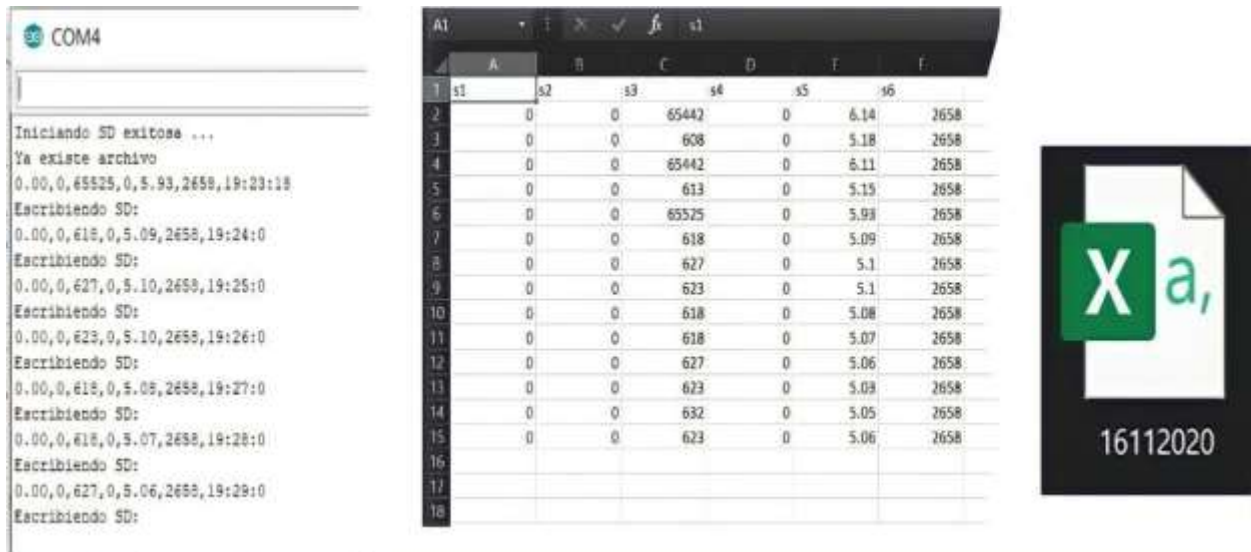 COM4
Iniciando SD exitosa ...
Ya existe archivo
0.00,0,65525,0,5.93,2658,19:23:18
Escribiendo SD:
0.00,0,618,0,5.09,2658,19:24:0
Escribiendo SD:
0.00,0,627,0,5.10,2658,19:25:0
Escribiendo SD:
0.00,0,623,0,5.10,2658,19:26:0
Escribiendo SD:
0.00,0,618,0,5.08,2658,19:27:0
Escribiendo SD:
0.00,0,618,0,5.07,2658,19:28:0
Escribiendo SD:
0.00,0,627,0,5.06,2658,19:29:0
Escribiendo SD:
A1 fx s1
A B C D E F
1 s1 s2 s3 s4 s5 s6
2 0 0 65442 0 6.14 2658
3 0 0 608 0 5.18 2658
4 0 0 65442 0 6.11 2658
5 0 0 613 0 5.15 2658
6 0 0 65525 0 5.93 2658
7 0 0 618 0 5.09 2658
8 0 0 627 0 5.1 2658
9 0 0 623 0 5.1 2658
10 0 0 618 0 5.08 2658
11 0 0 618 0 5.07 2658
12 0 0 627 0 5.06 2658
13 0 0 623 0 5.03 2658
14 0 0 632 0 5.05 2658
15 0 0 623 0 5.06 2658
16
17
18
X a,
16112020